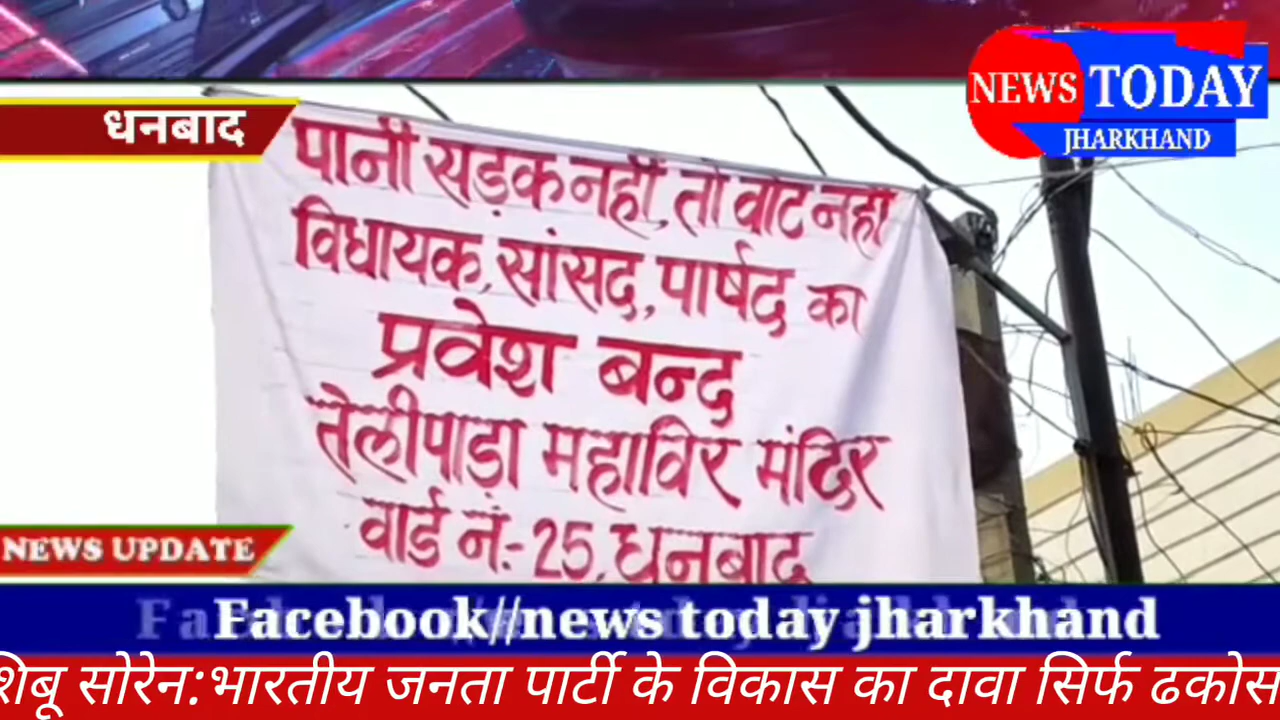 NEWS TODAY
JHARKHAND
धनबाद
पानी सड़क नहीं, तो वोट नहीं
विधायक, सांसद, पार्षद का
प्रवेश बन्द
तेलीपाड़ा महाविर मंदिर
वार्ड नं:- 25, धनबाद
NEWS UPDATE
Facebook//news today jharkhand
शिबू सोरेन:भारतीय जनता पार्टी के विकास का दावा सिर्फ ढकोस